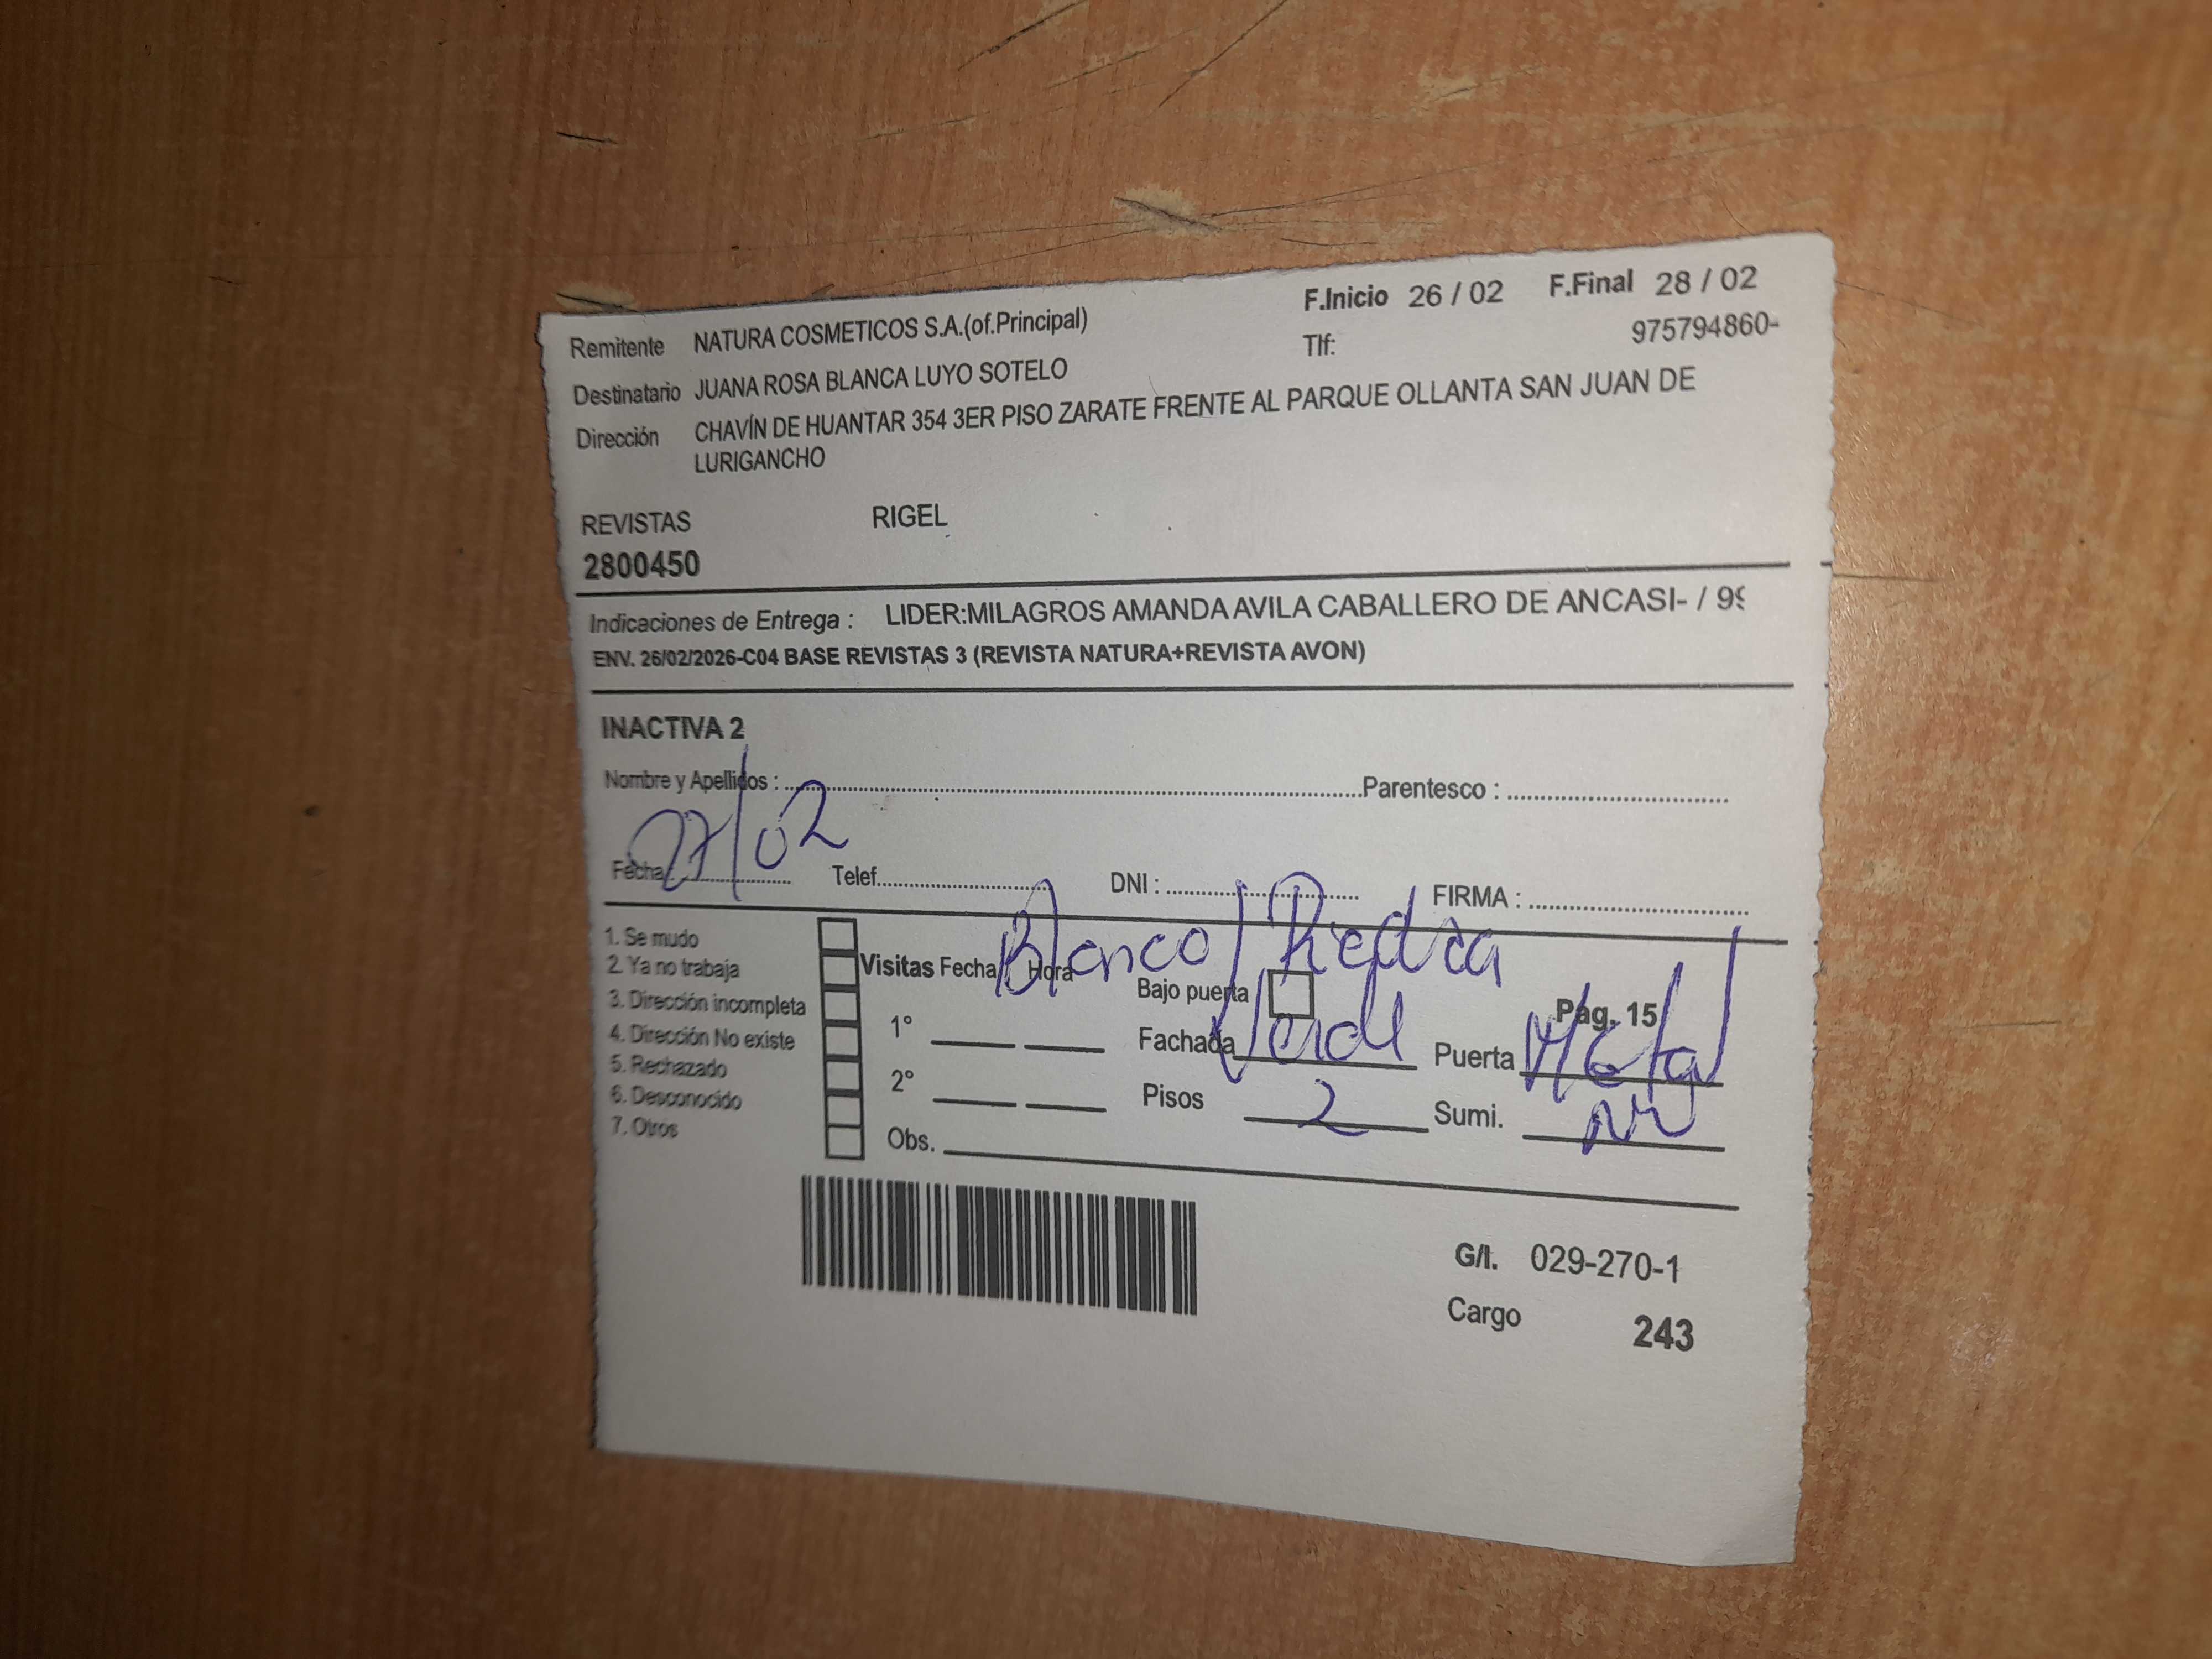 F.Inicio 26 / 02 F.Final 28 / 02
Remitente NATURA COSMETICOS S.A.(of.Principal) Tlf: 975794860-
Destinatario JUANA ROSA BLANCA LUYO SOTELO
Dirección CHAVÍN DE HUANTAR 354 3ER PISO ZARATE FRENTE AL PARQUE OLLANTA SAN JUAN DE
LURIGANCHO
REVISTAS RIGEL
2800450
Indicaciones de Entrega : LIDER:MILAGROS AMANDA AVILA CABALLERO DE ANCASI- / 99
ENV. 26/02/2026-C04 BASE REVISTAS 3 (REVISTA NATURA+REVISTA AVON)
INACTIVA 2
Nombre y Apellidos : Parentesco :
Fecha 27/02 Telef. DNI : FIRMA :
Blanco/Piedra
1. Se mudo
2. Ya no trabaja Visitas Fecha Hora Bajo puerta
3. Dirección incompleta Pág. 15
4. Dirección No existe 1° Fachada Verde Puerta Metal
5. Rechazado
6. Desconocido 2° Pisos 2 Sumi.
7. Otros Obs.
G/I. 029-270-1
Cargo 243